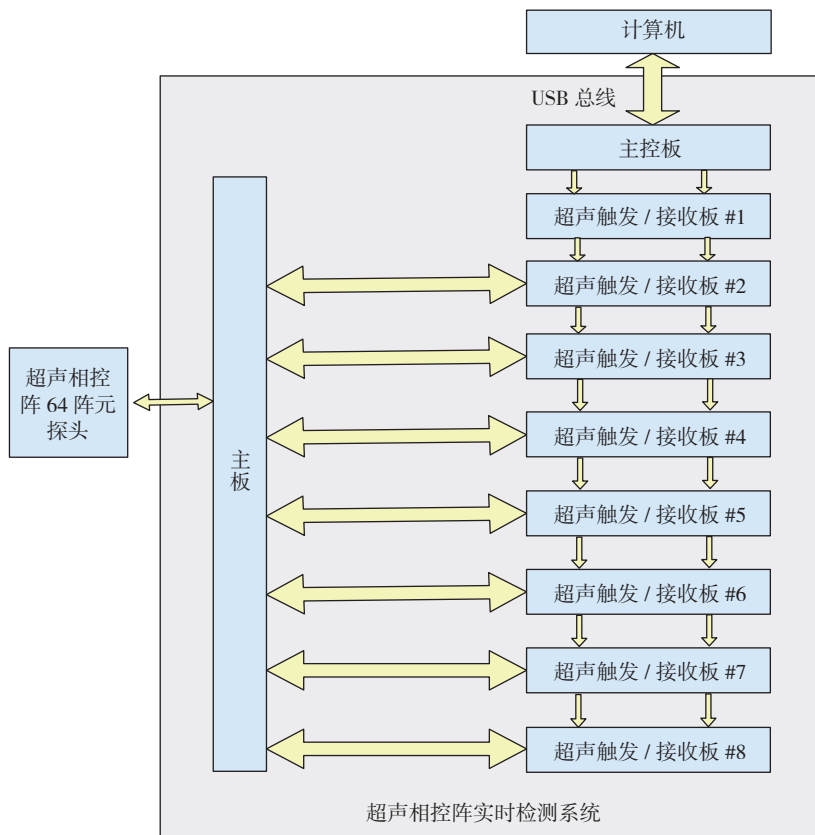 计算机
USB 总线
主控板
超声触发 / 接收板 #1
超声触发 / 接收板 #2
超声触发 / 接收板 #3
超声触发 / 接收板 #4
超声触发 / 接收板 #5
超声触发 / 接收板 #6
超声触发 / 接收板 #7
超声触发 / 接收板 #8
主板
超声相控
阵 64 阵元
探头
超声相控阵实时检测系统